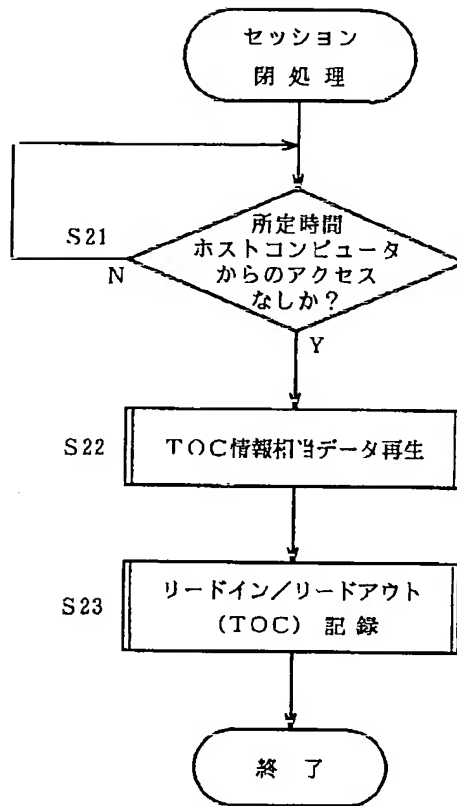 セッション
閉処理
S21
所定時間
ホストコンピュータ
からのアクセス
なしか？
N
Y
S22
TOC情報相当データ再生
S23
リードイン／リードアウト
(TOC) 記録
終了